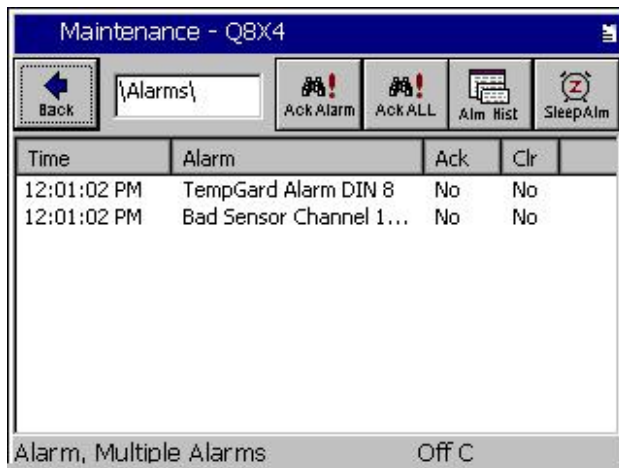 Maintenance - Q8X4
Back
\Alarms\
Ack Alarm
Ack ALL
Alm Hist
Z
SleepAlm
Time Alarm Ack Clr
12:01:02 PM TempGard Alarm DIN 8 No No
12:01:02 PM Bad Sensor Channel 1... No No
Alarm, Multiple Alarms Off C